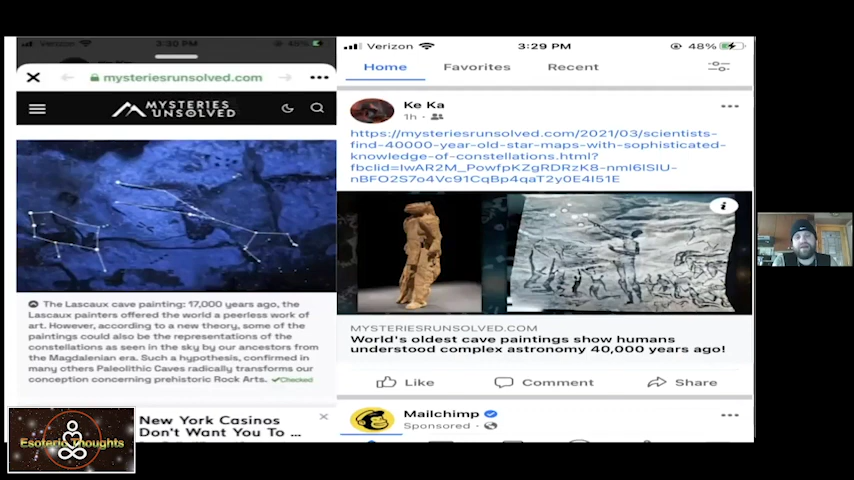 Verizon
3:30 PM
48%
mysteriesrunsolved.com
MYSTERIES
UNSOLVED
The Lascaux cave painting: 17,000 years ago, the
Lascaux painters offered the world a peerless work of
art. However, according to a new theory, some of the
paintings could also be the representations of the
constellations as seen in the sky by our ancestors from
the Magdalenian era. Such a hypothesis, confirmed in
many others Paleolithic Caves radically transforms our
conception concerning prehistoric Rock Arts. Checked
New York Casinos
Don't Want You To ...
Esoteric Thoughts
Verizon
3:29 PM
48%
Home Favorites Recent
Ke Ka
1h
https://mysteriesrunsolved.com/2021/03/scientists-
find-40000-year-old-star-maps-with-sophisticated-
knowledge-of-constellations.html?
MYSTERIESRUNSOLVED.COM
World's oldest cave paintings show humans
understood complex astronomy 40,000 years ago!
Like Comment Share
Mailchimp
Sponsored